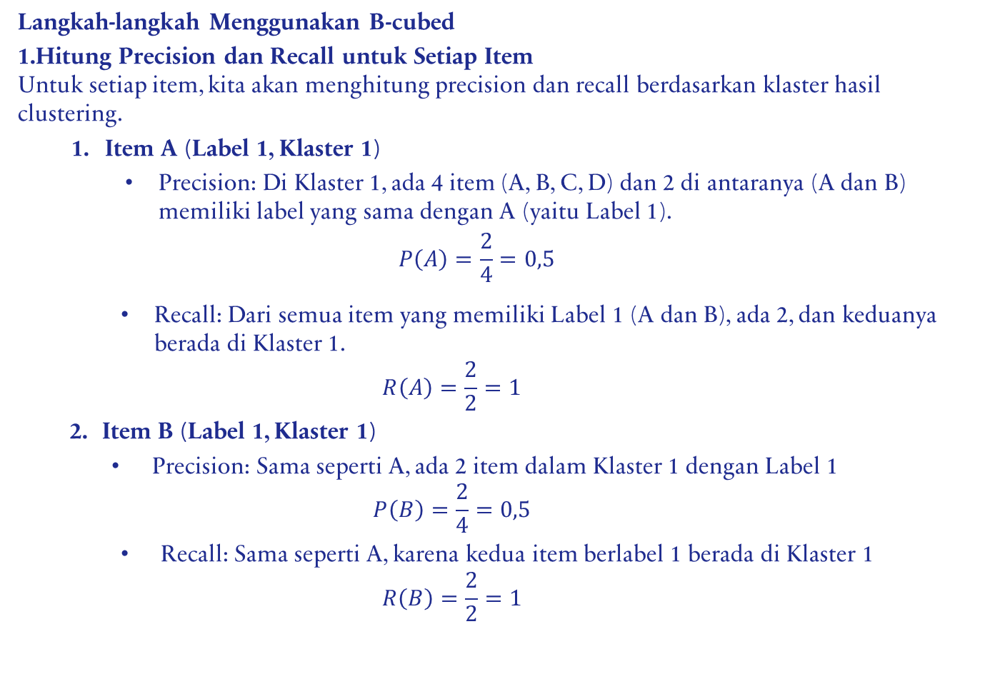 Langkah-langkah Menggunakan B-cubed
1.Hitung Precision dan Recall untuk Setiap Item
Untuk setiap item, kita akan menghitung precision dan recall berdasarkan klaster hasil
clustering.
1. Item A (Label 1, Klaster 1)
• Precision: Di Klaster 1, ada 4 item (A, B, C, D) dan 2 di antaranya (A dan B)
memiliki label yang sama dengan A (yaitu Label 1).
P(A) = 2/4 = 0,5
• Recall: Dari semua item yang memiliki Label 1 (A dan B), ada 2, dan keduanya
berada di Klaster 1.
R(A) = 2/2 = 1
2. Item B (Label 1, Klaster 1)
• Precision: Sama seperti A, ada 2 item dalam Klaster 1 dengan Label 1
P(B) = 2/4 = 0,5
• Recall: Sama seperti A, karena kedua item berlabel 1 berada di Klaster 1
R(B) = 2/2 = 1